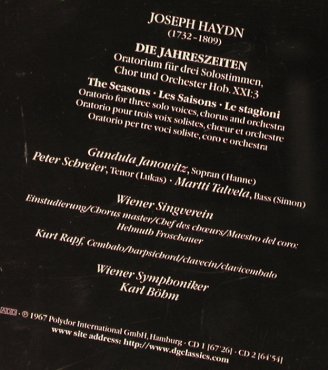 JOSEPH HAYDN
(1732-1809)
DIE JAHRESZEITEN
Oratorium für drei Solostimmen,
Chor und Orchester Hob. XXI:3
The Seasons · Les Saisons · Le stagioni
Oratorio for three solo voices, chorus and orchestra
Oratorio pour trois voix solistes, chœur et orchestre
Oratorio per tre voci soliste, coro e orchestra
Gundula Janowitz, Sopran (Hanne)
Peter Schreier, Tenor (Lukas) · Martti Talvela, Bass (Simon)
Wiener Singverein
Einstudierung/Chorus master/Chef des chœurs/Maestro del coro:
Helmuth Froschauer
Kurt Rapf, Cembalo/harpsichord/clavecin/clavicembalo
Wiener Symphoniker
Karl Böhm
ADD · ℗ 1967 Polydor International GmbH, Hamburg · CD 1 [67'26] · CD 2 [64'54]
www site address: http://www.dgclassics.com